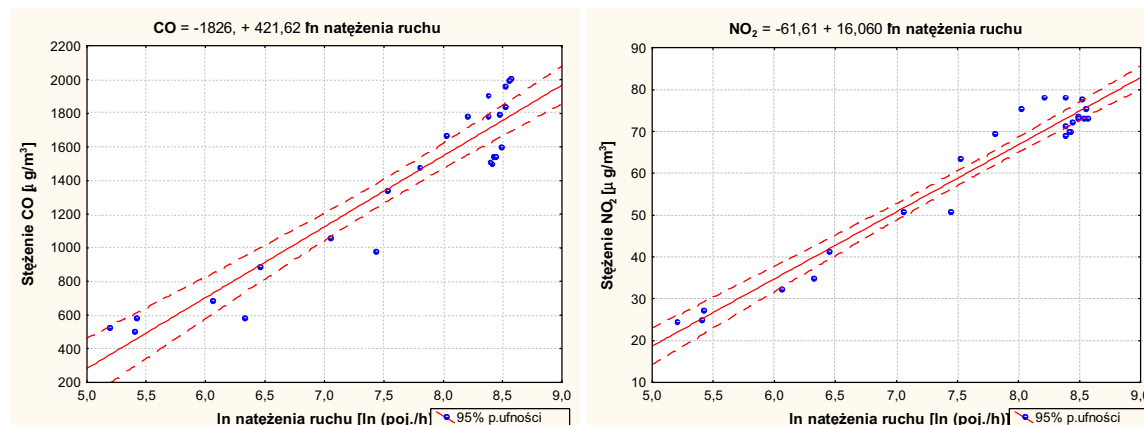 CO = -1826, + 421,62 ln natężenia ruchu
2200
2000
1800
1600
1400
1200
1000
800
600
400
200
Stężenie CO [μ g/m³]
5,0 5,5 6,0 6,5 7,0 7,5 8,0 8,5 9,0
ln natężenia ruchu [ln (poj./h)]
95% p.ufności
NO₂ = -61,61 + 16,060 ln natężenia ruchu
90
80
70
60
50
40
30
20
10
Stężenie NO₂ [μ g/m³]
5,0 5,5 6,0 6,5 7,0 7,5 8,0 8,5 9,0
ln natężenia ruchu [ln (poj./h)]
95% p.ufności